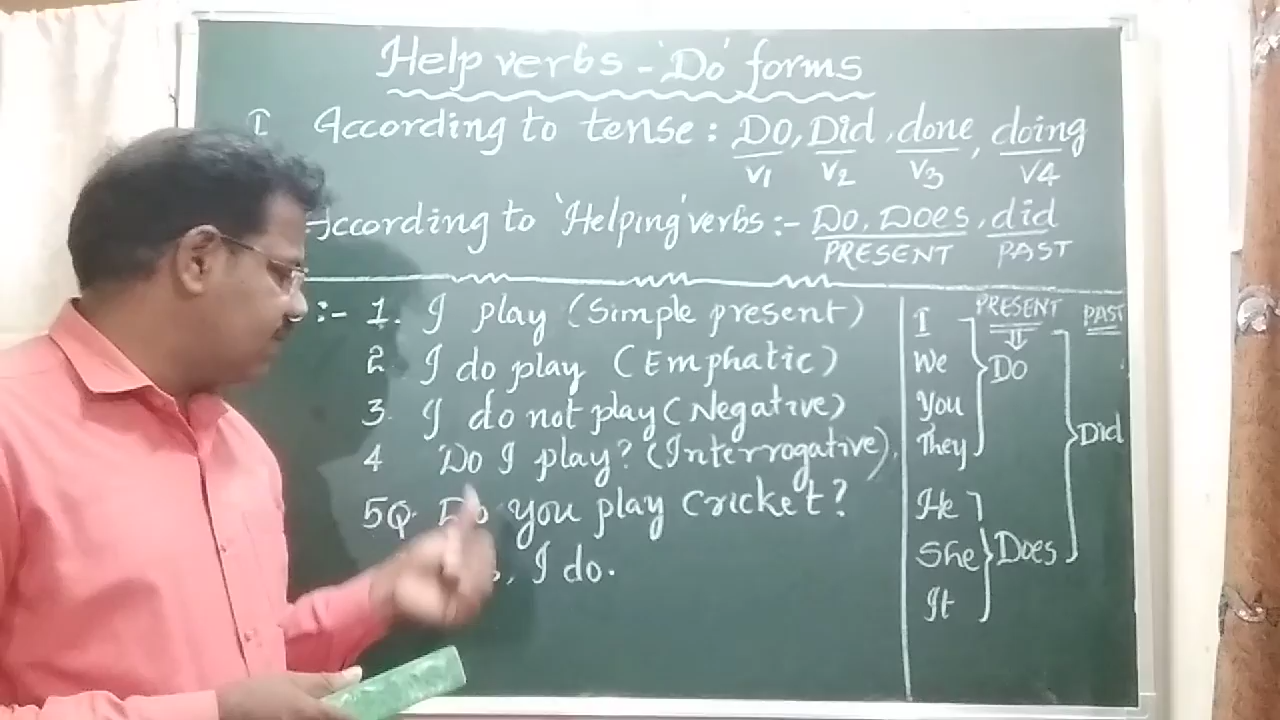 Help verbs - 'Do' forms
I According to tense : DO, Did, done, doing
V1 V2 V3 V4
According to 'Helping' verbs :- Do, Does, did
PRESENT PAST
:- 1. I play (Simple present)
2. I do play (Emphatic)
3. I do not play (Negative)
4 Do I play? (Interrogative),
5Q. Do you play Cricket?
, I do.
PRESENT PAST
I
We Do
You
They Did
He
She Does
It